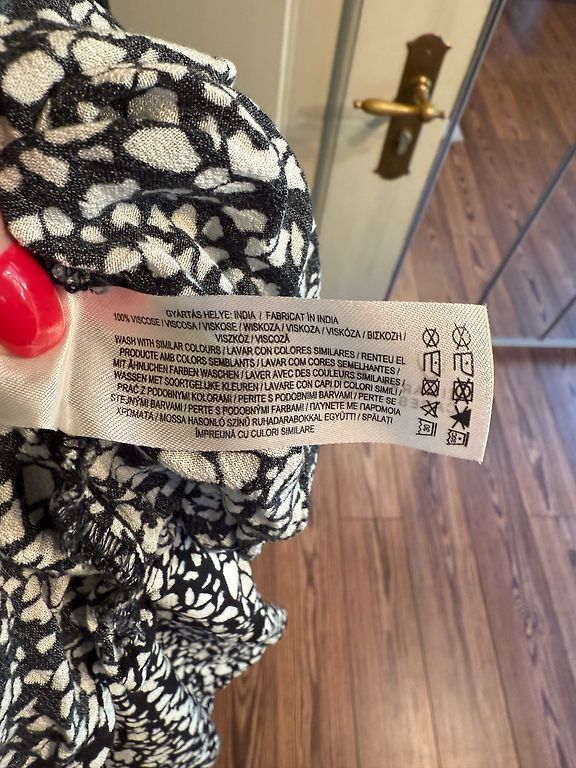 GYÁRTÁS HELYE: INDIA / FABRICAT ÎN INDIA
100% VISCOSE / VISCOSA / VISKOSE / WISKOZA / VISKOZA / VISKÓZA / BIZKOZH /
VISZKÓZ / VISCOZĂ
WASH WITH SIMILAR COLOURS / LAVAR CON COLORES SIMILARES / RENTEU EL
PRODUCTE AMB COLORS SEMBLANTS / LAVAR COM CORES SEMELHANTES /
MIT ÄHNLICHEN FARBEN WASCHEN / LAVER AVEC DES COULEURS SIMILAIRES /
WASSEN MET SOORTGELIJKE KLEUREN / LAVARE CON CAPI DI COLORI SIMILI /
PRAĆ Z PODOBNYMI KOLORAMI / PERITE S PODOBNIMI BARVAMI / PERTE SE
STEJNÝMI BARVAMI / PERITE S PODOBNIM FARBAMI / ΠΛΥΝΕΤΕ ΜΕ ΠΑΡΟΜΟΙΑ
ΧΡΩΜΑΤΑ / MOSSA HASONLÓ SZÍNŰ RUHADARABOKKAL EGYÜTT! / SPĂLAȚI
ÎMPREUNĂ CU CULORI SIMILARE